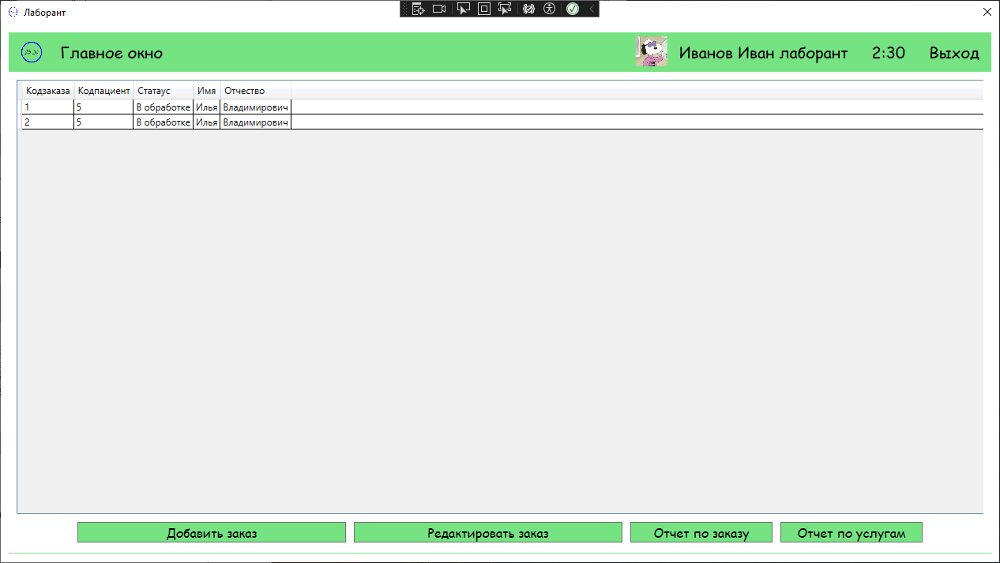 Лаборант
Главное окно
Иванов Иван лаборант 2:30 Выход
Кодзаказа Кодпациент Статаус Имя Отчество
1 5 В обработке Илья Владимирович
2 5 В обработке Илья Владимирович
Добавить заказ Редактировать заказ Отчет по заказу Отчет по услугам